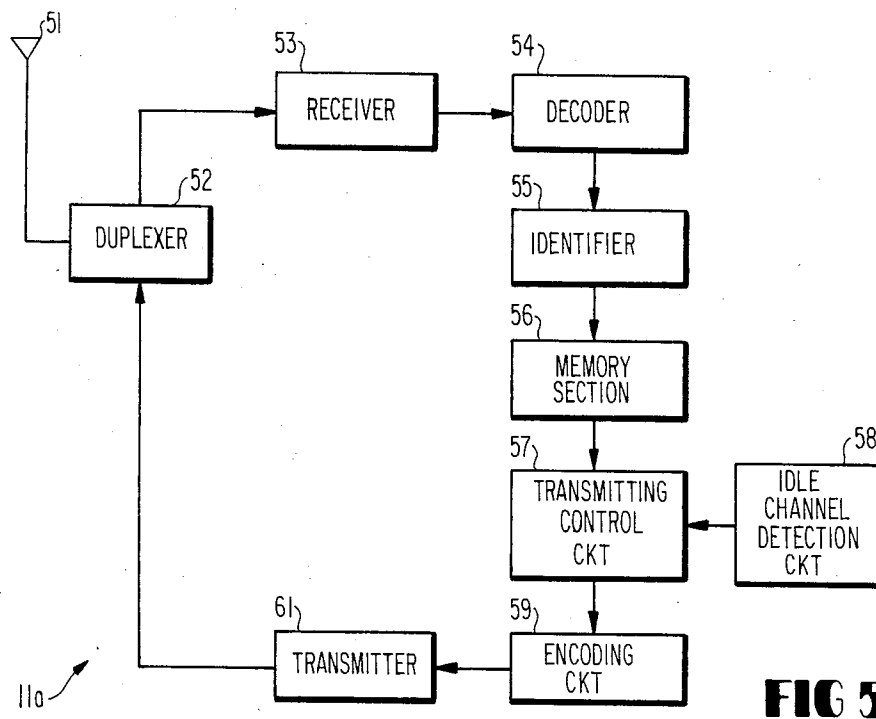 51
53
RECEIVER
54
DECODER
52
DUPLEXER
55
IDENTIFIER
56
MEMORY
SECTION
57
TRANSMITTING
CONTROL
CKT
58
IDLE
CHANNEL
DETECTION
CKT
61
TRANSMITTER
59
ENCODING
CKT
11a
FIG 5